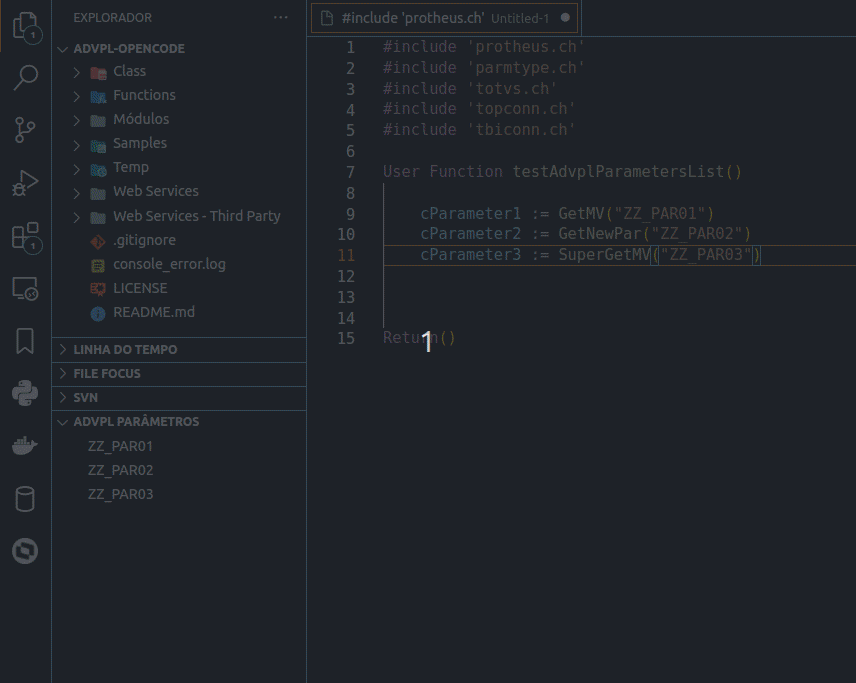 EXPLORADOR ···
ADVPL-OPENCODE
Class
Functions
Módulos
Samples
Temp
Web Services
Web Services - Third Party
.gitignore
console_error.log
LICENSE
README.md
LINHA DO TEMPO
FILE FOCUS
SVN
ADVPL PARÂMETROS
ZZ_PAR01
ZZ_PAR02
ZZ_PAR03
1
1
#include 'protheus.ch' Untitled-1
1 #include 'protheus.ch'
2 #include 'parmtype.ch'
3 #include 'totvs.ch'
4 #include 'topconn.ch'
5 #include 'tbiconn.ch'
6
7 User Function testAdvplParametersList()
8
9 cParameter1 := GetMV("ZZ_PAR01")
10 cParameter2 := GetNewPar("ZZ_PAR02")
11 cParameter3 := SuperGetMV("ZZ_PAR03")
12
13
14
15 Return()
1